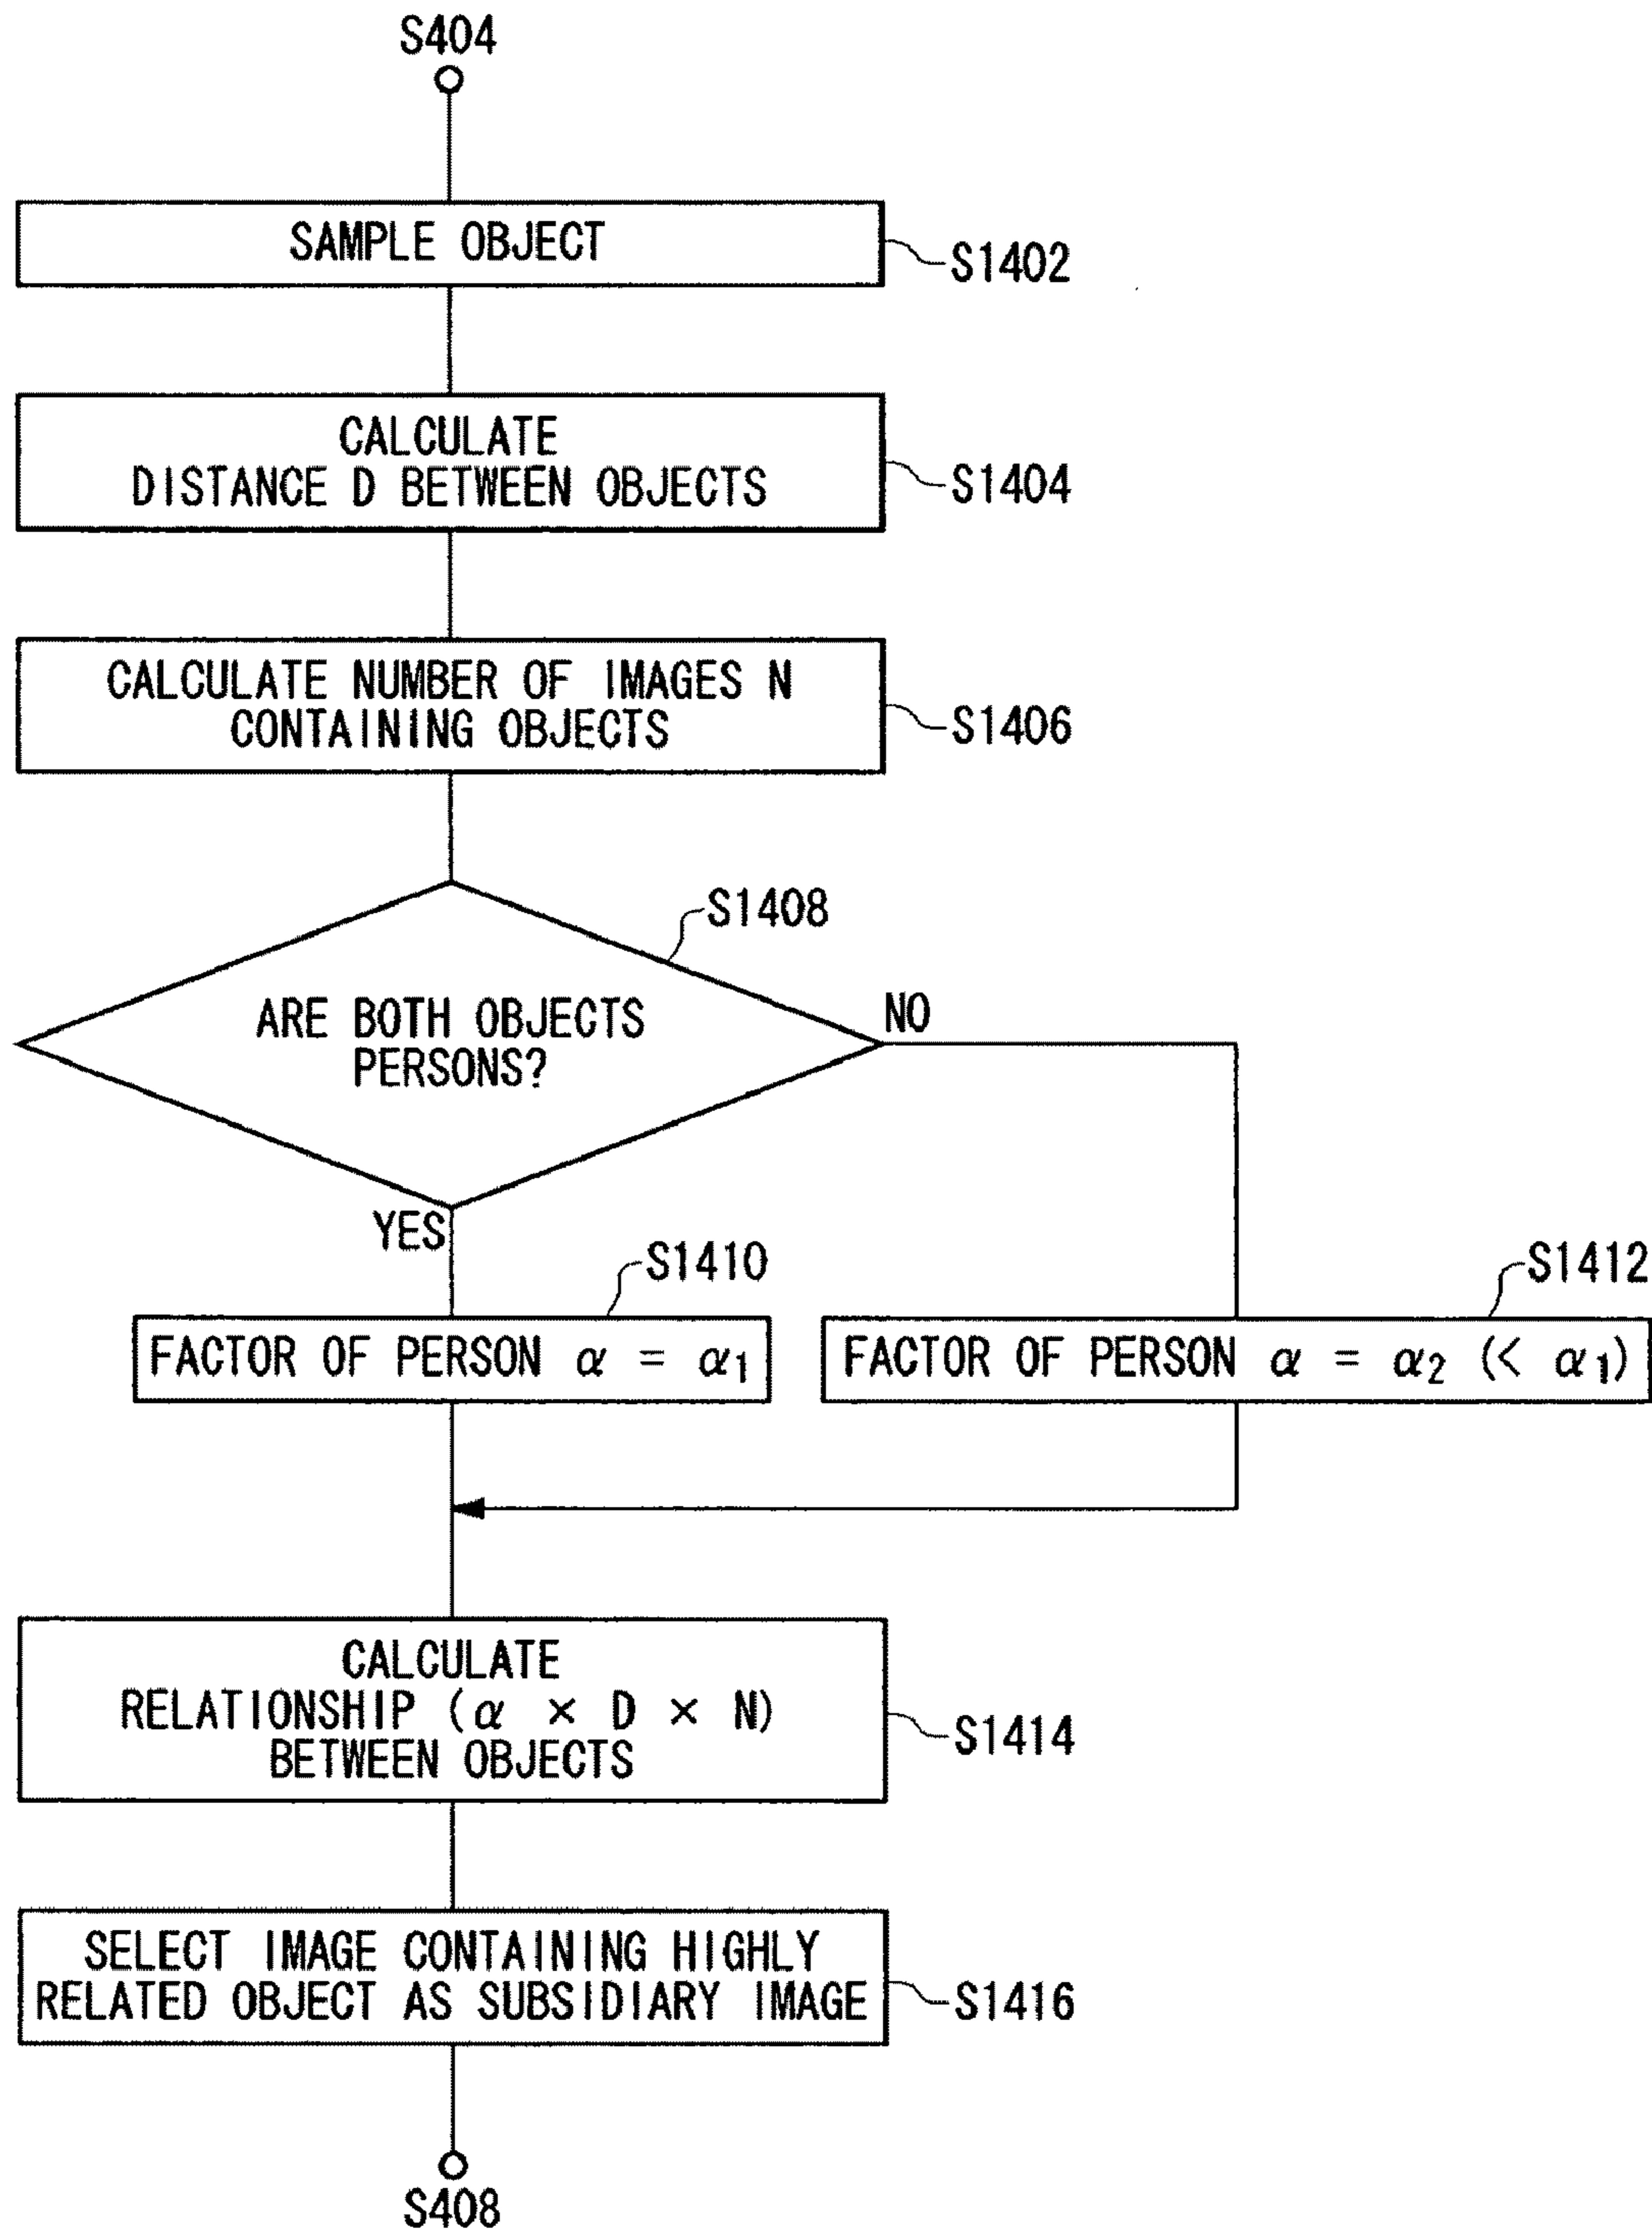 S404
SAMPLE OBJECT
S1402
CALCULATE
DISTANCE D BETWEEN OBJECTS
S1404
CALCULATE NUMBER OF IMAGES N
CONTAINING OBJECTS
S1406
S1408
ARE BOTH OBJECTS
PERSONS?
NO
YES
S1410
FACTOR OF PERSON α = α1
S1412
FACTOR OF PERSON α = α2 (< α1)
CALCULATE
RELATIONSHIP (α × D × N)
BETWEEN OBJECTS
S1414
SELECT IMAGE CONTAINING HIGHLY
RELATED OBJECT AS SUBSIDIARY IMAGE
S1416
S408